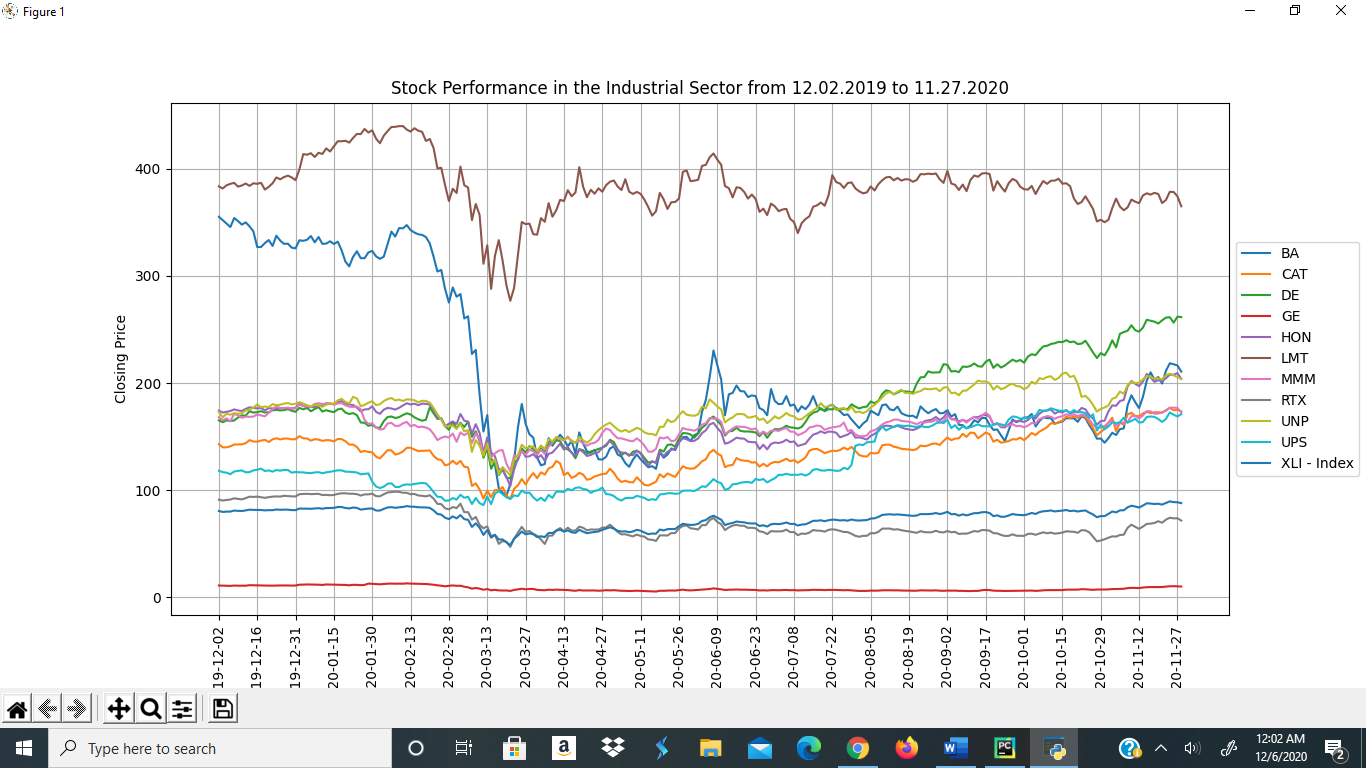 Figure 1
Stock Performance in the Industrial Sector from 12.02.2019 to 11.27.2020
Closing Price
400
300
200
100
0
BA
CAT
DE
GE
HON
LMT
MMM
RTX
UNP
UPS
XLI - Index
19-12-02
19-12-16
19-12-31
20-01-15
20-01-30
20-02-13
20-02-28
20-03-13
20-03-27
20-04-13
20-04-27
20-05-11
20-05-26
20-06-09
20-06-23
20-07-08
20-07-22
20-08-05
20-08-19
20-09-02
20-09-17
20-10-01
20-10-15
20-10-29
20-11-12
20-11-27
Type here to search
a
W
PC
?
12:02 AM
12/6/2020
2